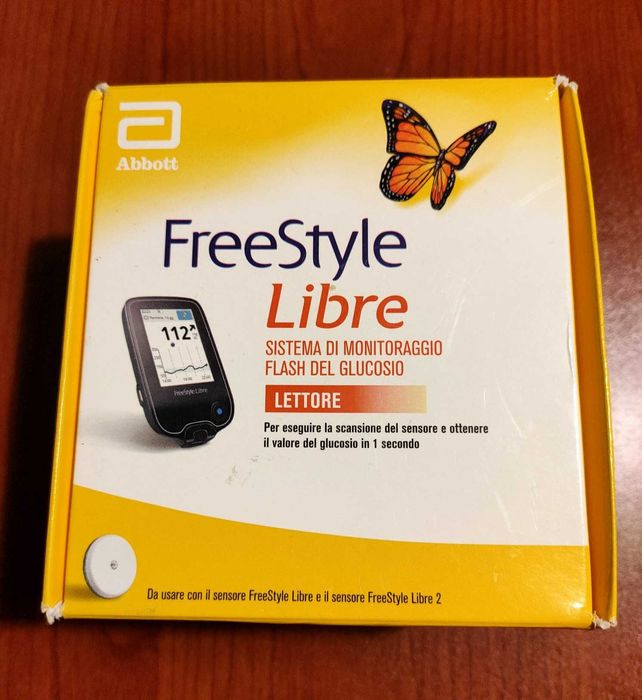 Abbott
FreeStyle
Libre
SISTEMA DI MONITORAGGIO
FLASH DEL GLUCOSIO
LETTORE
Per eseguire la scansione del sensore e ottenere
il valore del glucosio in 1 secondo
112
FreeStyle Libre
Da usare con il sensore FreeStyle Libre e il sensore FreeStyle Libre 2